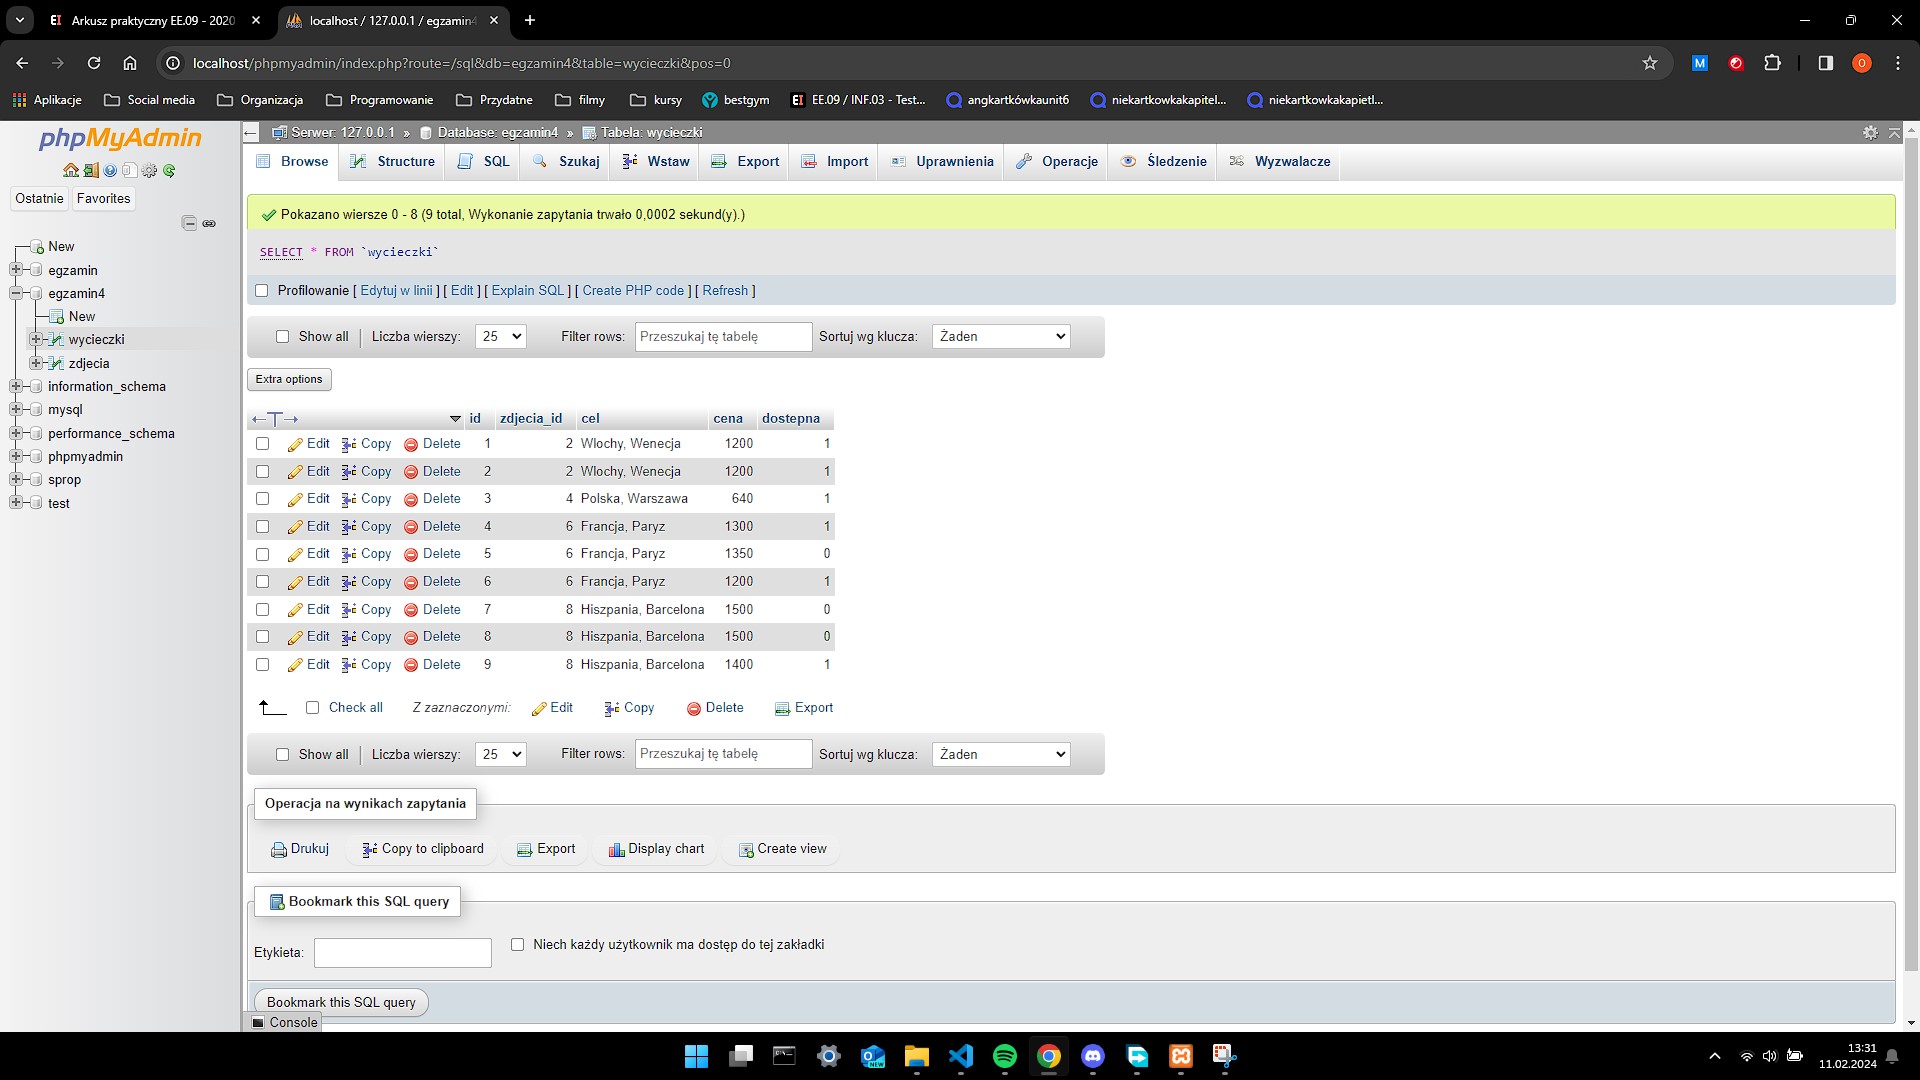 Arkusz praktyczny EE.09 - 2020
localhost / 127.0.0.1 / egzamin4
localhost/phpmyadmin/index.php?route=/sql&db=egzamin4&table=wycieczki&pos=0
M
0
Aplikacje
Social media
Organizacja
Programowanie
Przydatne
filmy
kursy
bestgym
EE.09 / INF.03 - Test...
angkartkówkaunit6
niekartkowkakapitel...
niekartkowkakapietl...
phpMyAdmin
Ostatnie Favorites
New
egzamin
egzamin4
New
wycieczki
zdjecia
information_schema
mysql
performance_schema
phpmyadmin
sprop
test
Serwer: 127.0.0.1 » Database: egzamin4 » Tabela: wycieczki
Browse Structure SQL Szukaj Wstaw Export Import Uprawnienia Operacje Śledzenie Wyzwalacze
Pokazano wiersze 0 - 8 (9 total, Wykonanie zapytania trwało 0,0002 sekund(y).)
SELECT * FROM `wycieczki`
Profilowanie [ Edytuj w linii ] [ Edit ] [ Explain SQL ] [ Create PHP code ] [ Refresh ]
Show all Liczba wierszy: 25 Filter rows: Przeszukaj tę tabelę Sortuj wg klucza: Żaden
Extra options
id zdjecia_id cel cena dostepna
Edit Copy Delete 1 2 Wlochy, Wenecja 1200 1
Edit Copy Delete 2 2 Wlochy, Wenecja 1200 1
Edit Copy Delete 3 4 Polska, Warszawa 640 1
Edit Copy Delete 4 6 Francja, Paryz 1300 1
Edit Copy Delete 5 6 Francja, Paryz 1350 0
Edit Copy Delete 6 6 Francja, Paryz 1200 1
Edit Copy Delete 7 8 Hiszpania, Barcelona 1500 0
Edit Copy Delete 8 8 Hiszpania, Barcelona 1500 0
Edit Copy Delete 9 8 Hiszpania, Barcelona 1400 1
Check all Z zaznaczonymi: Edit Copy Delete Export
Show all Liczba wierszy: 25 Filter rows: Przeszukaj tę tabelę Sortuj wg klucza: Żaden
Operacja na wynikach zapytania
Drukuj Copy to clipboard Export Display chart Create view
Bookmark this SQL query
Etykieta: Niech każdy użytkownik ma dostęp do tej zakładki
Bookmark this SQL query
Console
13:31
11.02.2024